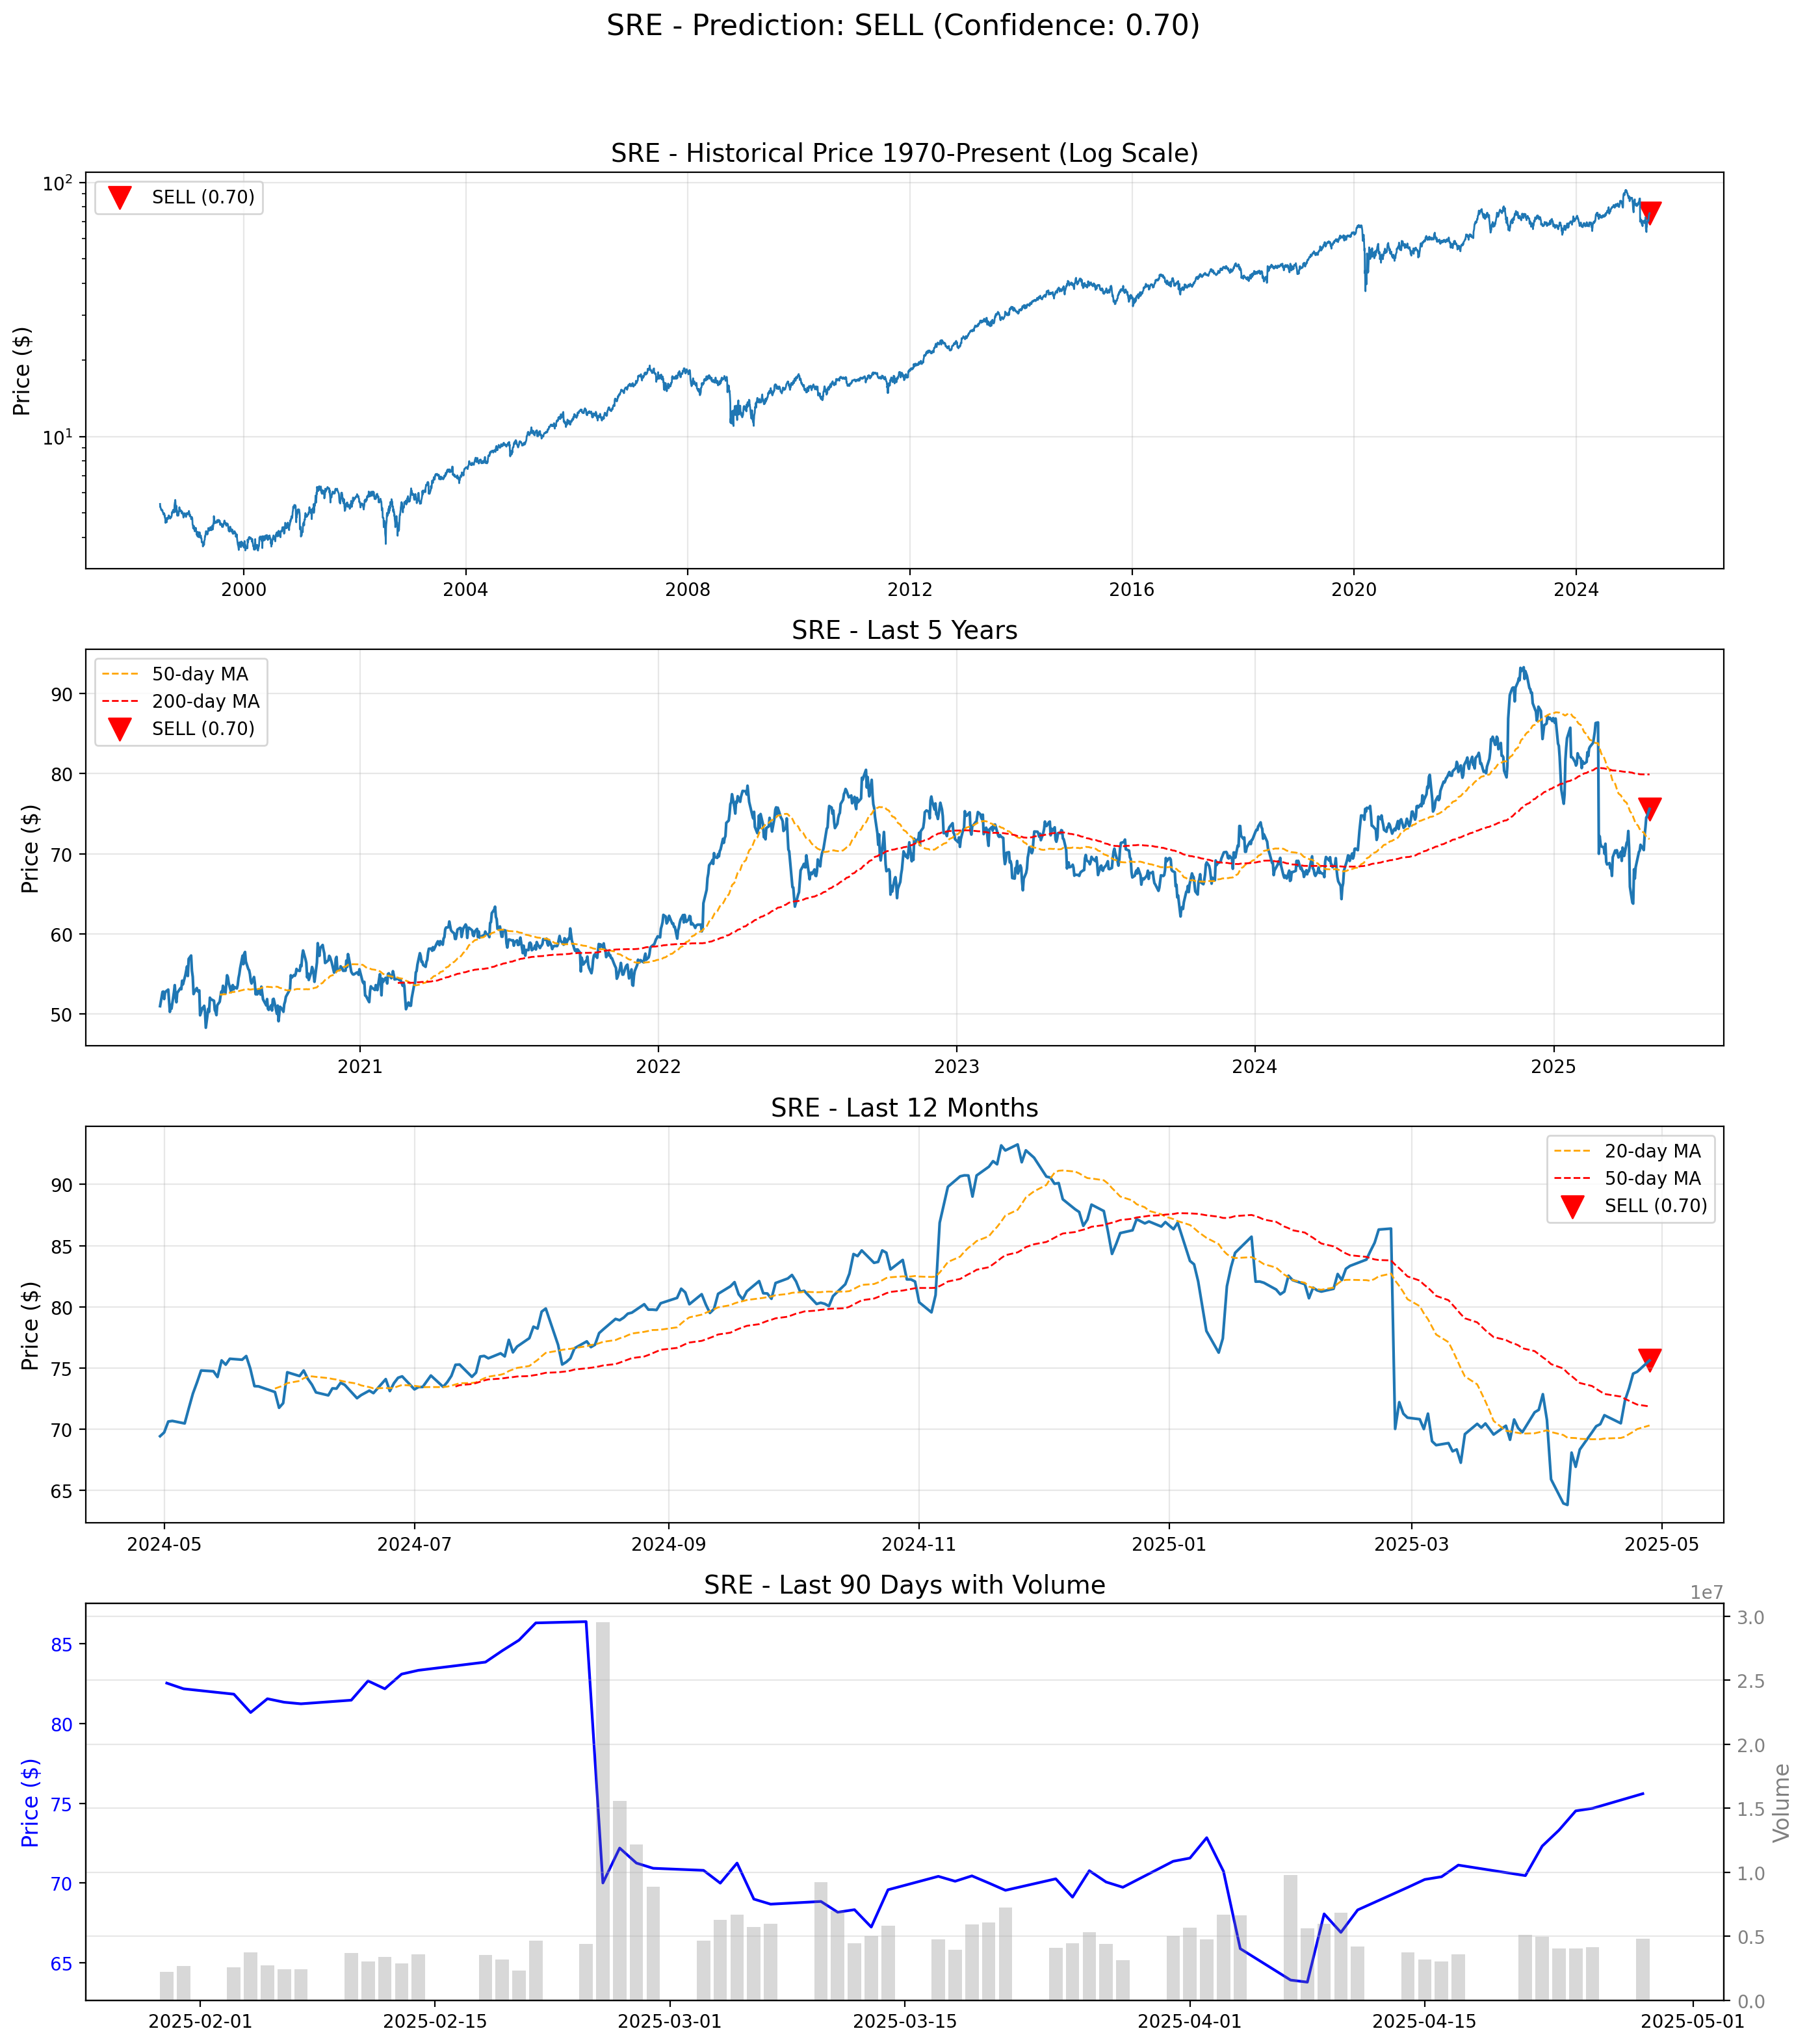 SRE - Prediction: SELL (Confidence: 0.70)
SRE - Historical Price 1970-Present (Log Scale)
SELL (0.70)
Price ($)
10²
10¹
2000 2004 2008 2012 2016 2020 2024
SRE - Last 5 Years
50-day MA
200-day MA
SELL (0.70)
Price ($)
90
80
70
60
50
2021 2022 2023 2024 2025
SRE - Last 12 Months
20-day MA
50-day MA
SELL (0.70)
Price ($)
90
85
80
75
70
65
2024-05 2024-07 2024-09 2024-11 2025-01 2025-03 2025-05
SRE - Last 90 Days with Volume
1e7
Price ($)
85
80
75
70
65
3.0
2.5
2.0
1.5
1.0
0.5
0.0
Volume
2025-02-01 2025-02-15 2025-03-01 2025-03-15 2025-04-01 2025-04-15 2025-05-01